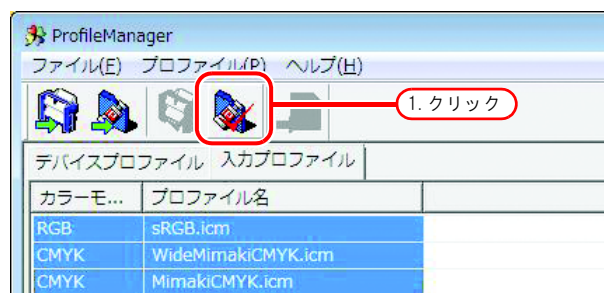 ProfileManager
ファイル(F) プロファイル(P) ヘルプ(H)
1. クリック
デバイスプロファイル 入力プロファイル
カラーモ... プロファイル名
RGB sRGB.icm
CMYK WideMimakiCMYK.icm
CMYK MimakiCMYK.icm